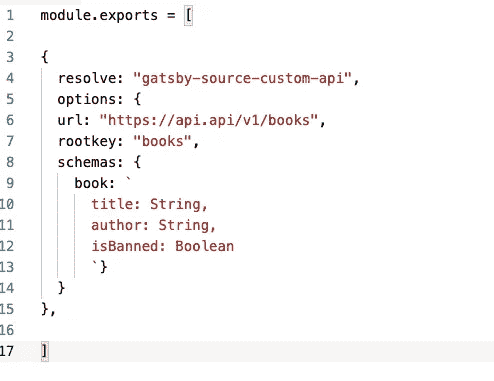 1 module.exports = [
2
3 {
4   resolve: "gatsby-source-custom-api",
5   options: {
6   url: "https://api.api/v1/books",
7   rootkey: "books",
8   schemas: {
9     book: `
10       title: String,
11       author: String,
12       isBanned: Boolean
13       `}
14   }
15 },
16
17 ]